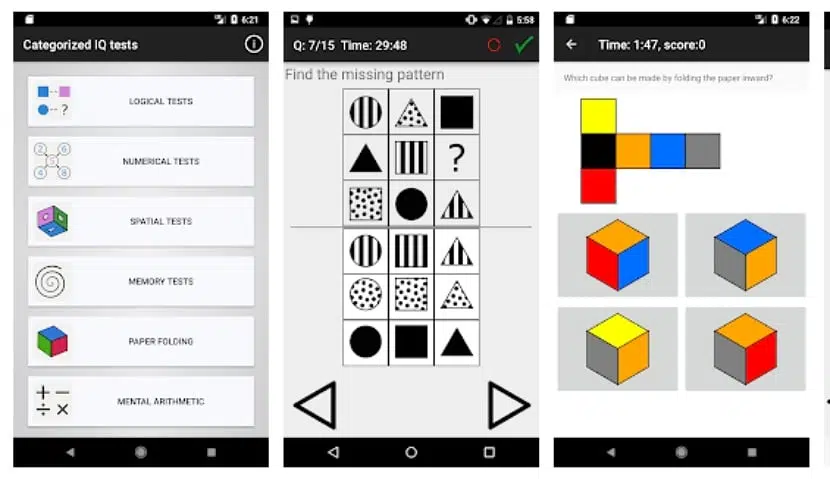 6:21
Categorized IQ tests
LOGICAL TESTS
?
2 6
5
4 8
NUMERICAL TESTS
SPATIAL TESTS
MEMORY TESTS
PAPER FOLDING
+ −
÷ ×
MENTAL ARITHMETIC
5:58
Q: 7/15 Time: 29:48
Find the missing pattern
?
6:22
Time: 1:47, score:0
Which cube can be made by folding the paper inward?